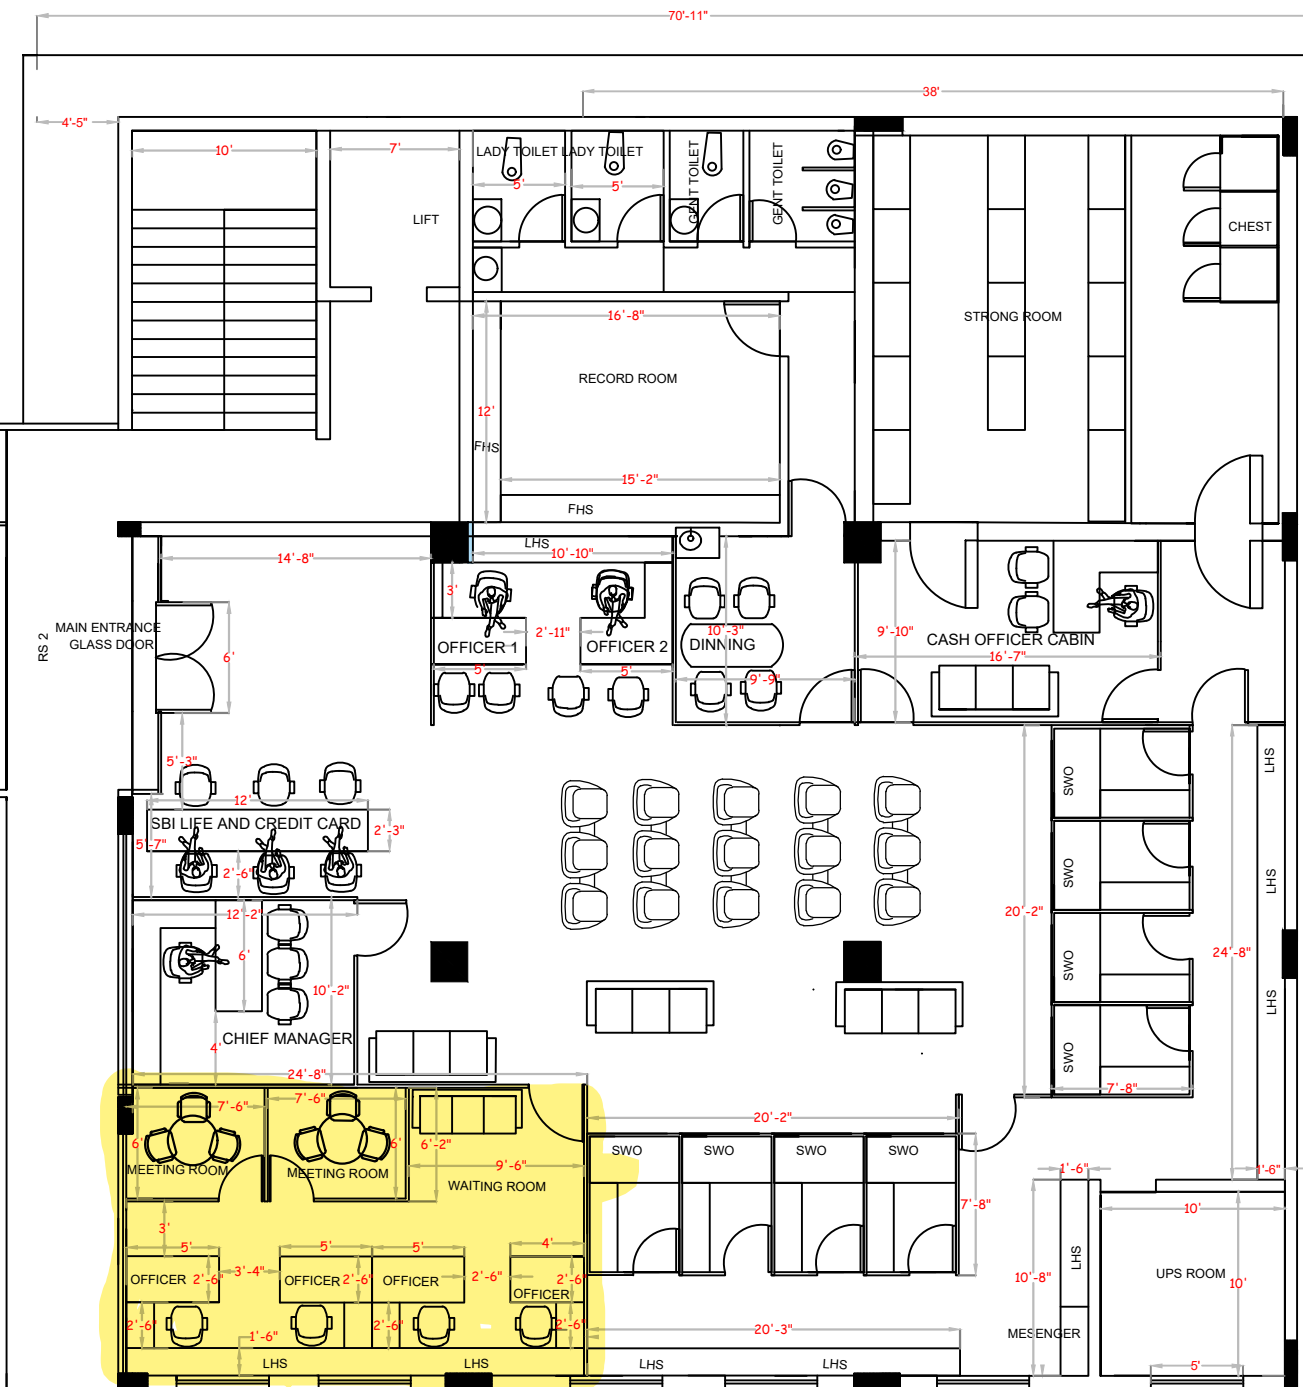 70'-11"
38'
4'-5"
10'
7'
LADY TOILET
LADY TOILET
GENT TOILET
GENT TOILET
5'
5'
LIFT
CHEST
STRONG ROOM
16'-8"
RECORD ROOM
12'
FHS
15'-2"
FHS
LHS
14'-8"
10'-10"
3'
RS 2
MAIN ENTRANCE
GLASS DOOR
6'
OFFICER 1
2'-11"
OFFICER 2
5'
5'
10'-3"
DINNING
9'-9"
9'-10"
CASH OFFICER CABIN
16'-7"
5'-3"
12'
SBI LIFE AND CREDIT CARD
2'-3"
5'-7"
2'-6"
12'-2"
6'
10'-2"
CHIEF MANAGER
4'
SWO
SWO
SWO
SWO
20'-2"
24'-8"
LHS
LHS
LHS
7'-8"
24'-8"
7'-6"
7'-6"
6'
6'
6'-2"
MEETING ROOM
MEETING ROOM
9'-6"
WAITING ROOM
20'-2"
SWO
SWO
SWO
SWO
7'-8"
1'-6"
1'-6"
3'
5'
5'
5'
4'
OFFICER
2'-6"
3'-4"
OFFICER
2'-6"
OFFICER
2'-6"
2'-6"
OFFICER
2'-6"
2'-6"
2'-6"
1'-6"
LHS
LHS
20'-3"
LHS
LHS
10'-8"
LHS
MESENGER
10'
UPS ROOM
10'
5'